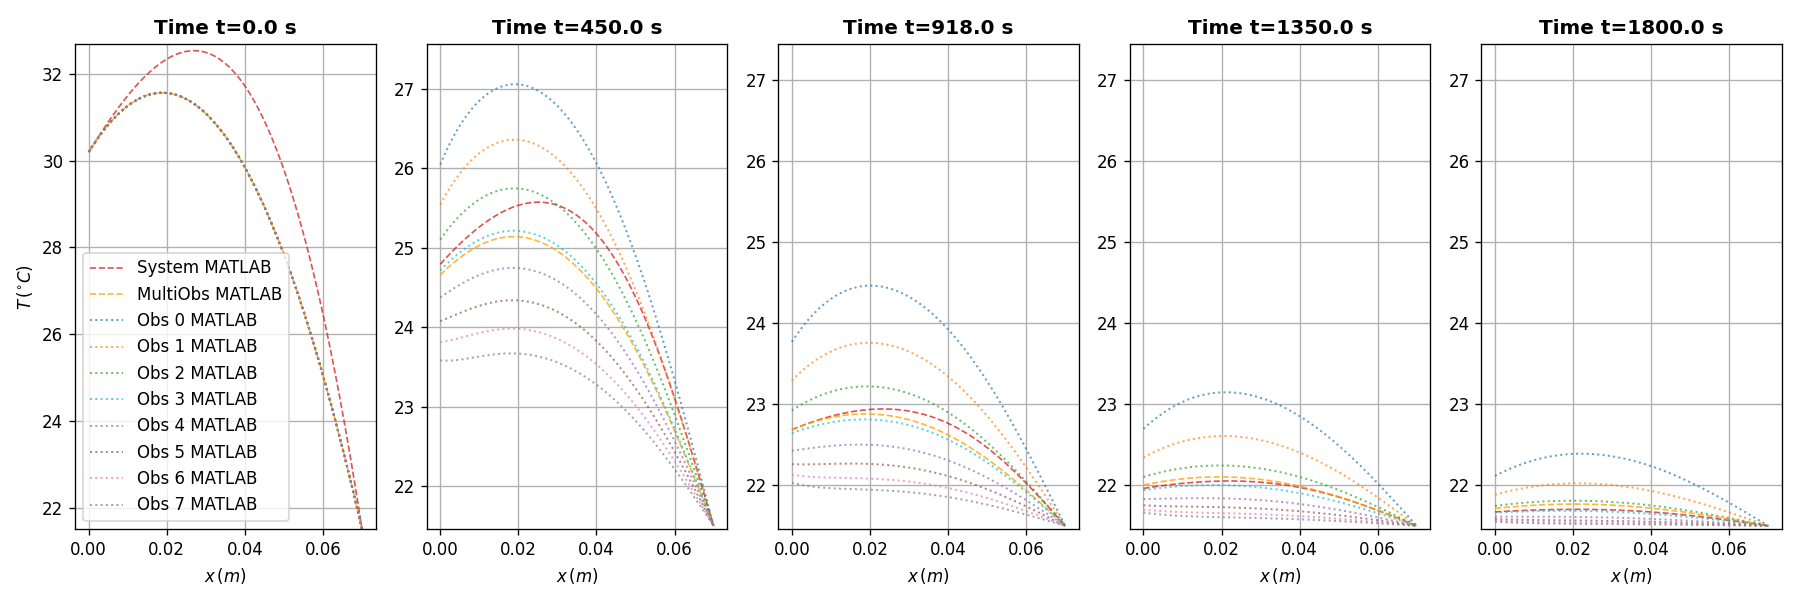 Time t=0.0 s
Time t=450.0 s
Time t=918.0 s
Time t=1350.0 s
Time t=1800.0 s
T (°C)
32
30
28
26
24
22
System MATLAB
MultiObs MATLAB
Obs 0 MATLAB
Obs 1 MATLAB
Obs 2 MATLAB
Obs 3 MATLAB
Obs 4 MATLAB
Obs 5 MATLAB
Obs 6 MATLAB
Obs 7 MATLAB
0.00 0.02 0.04 0.06
x (m)
27
26
25
24
23
22
0.00 0.02 0.04 0.06
x (m)
27
26
25
24
23
22
0.00 0.02 0.04 0.06
x (m)
27
26
25
24
23
22
0.00 0.02 0.04 0.06
x (m)
27
26
25
24
23
22
0.00 0.02 0.04 0.06
x (m)